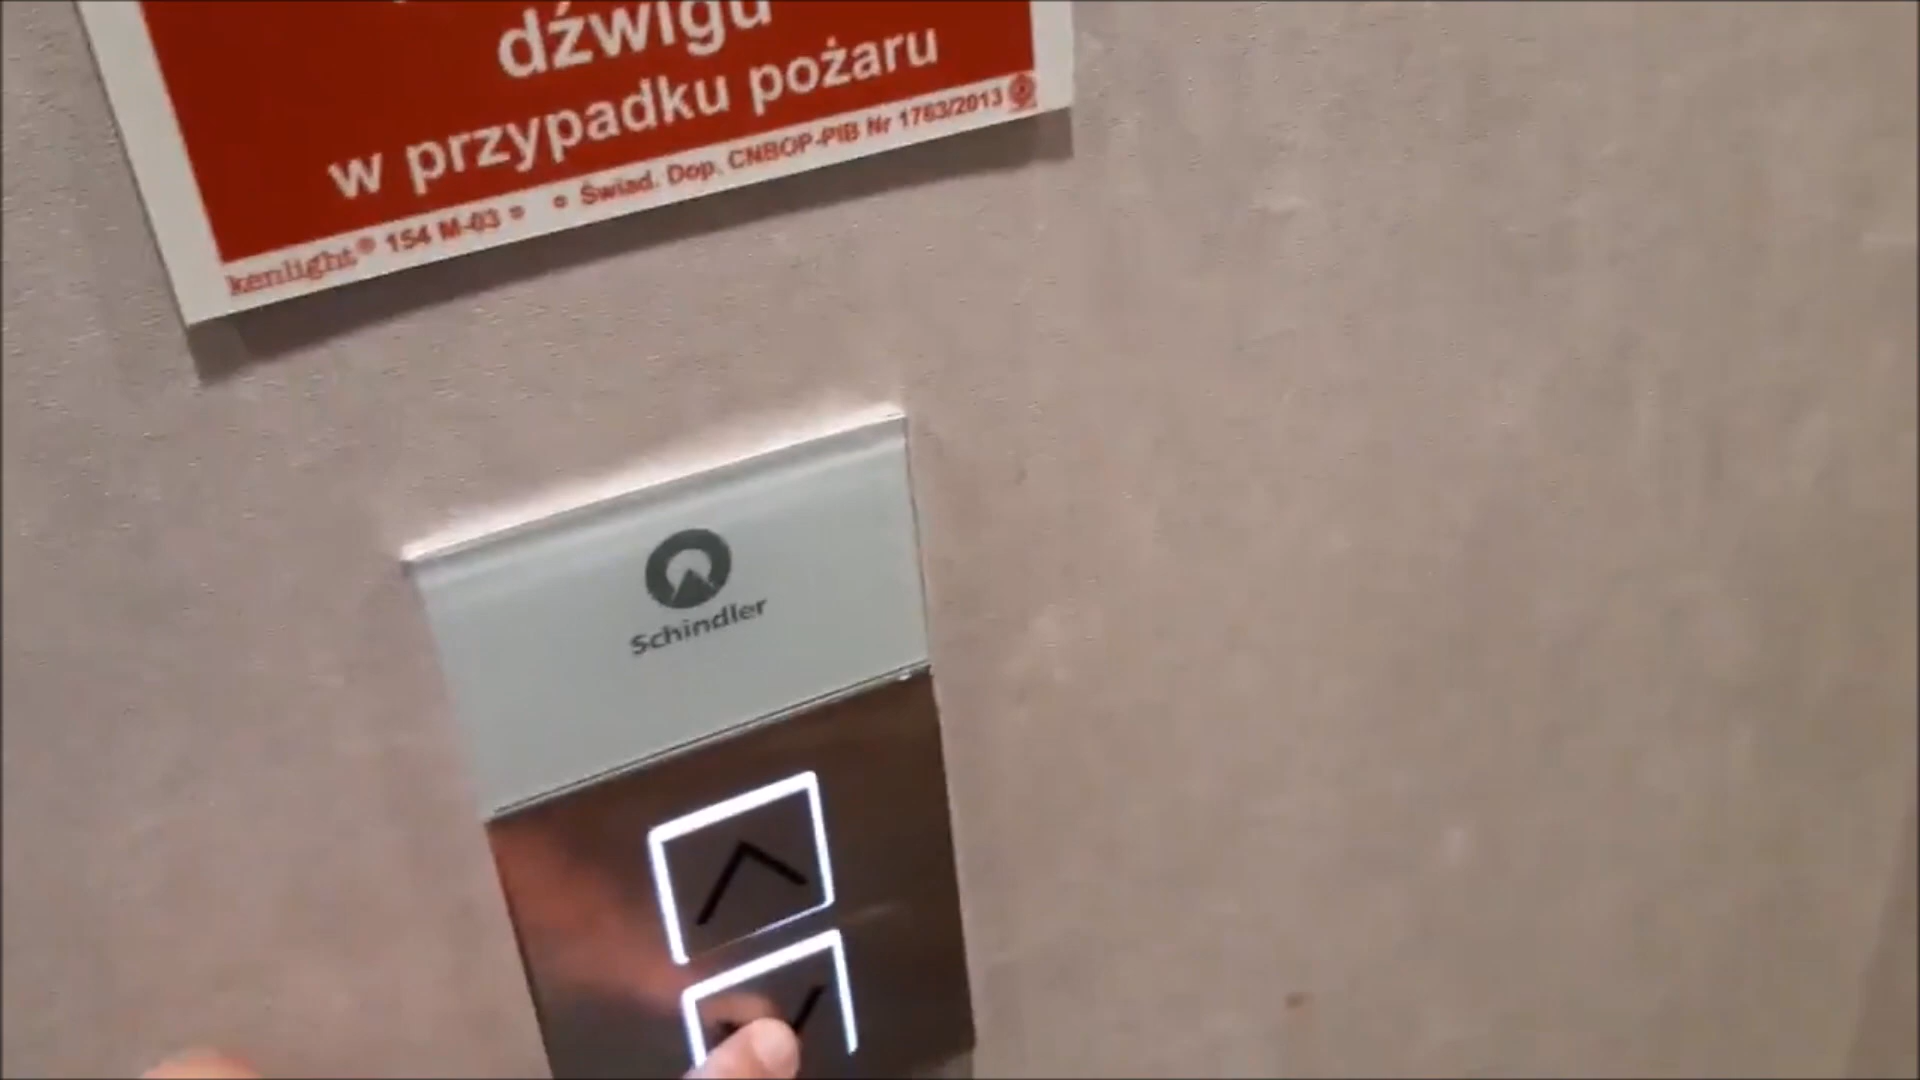 dźwigu
w przypadku pożaru
kenlight® 154 M-03 Świad. Dop. CNBOP-PIB Nr 1763/2013
Schindler